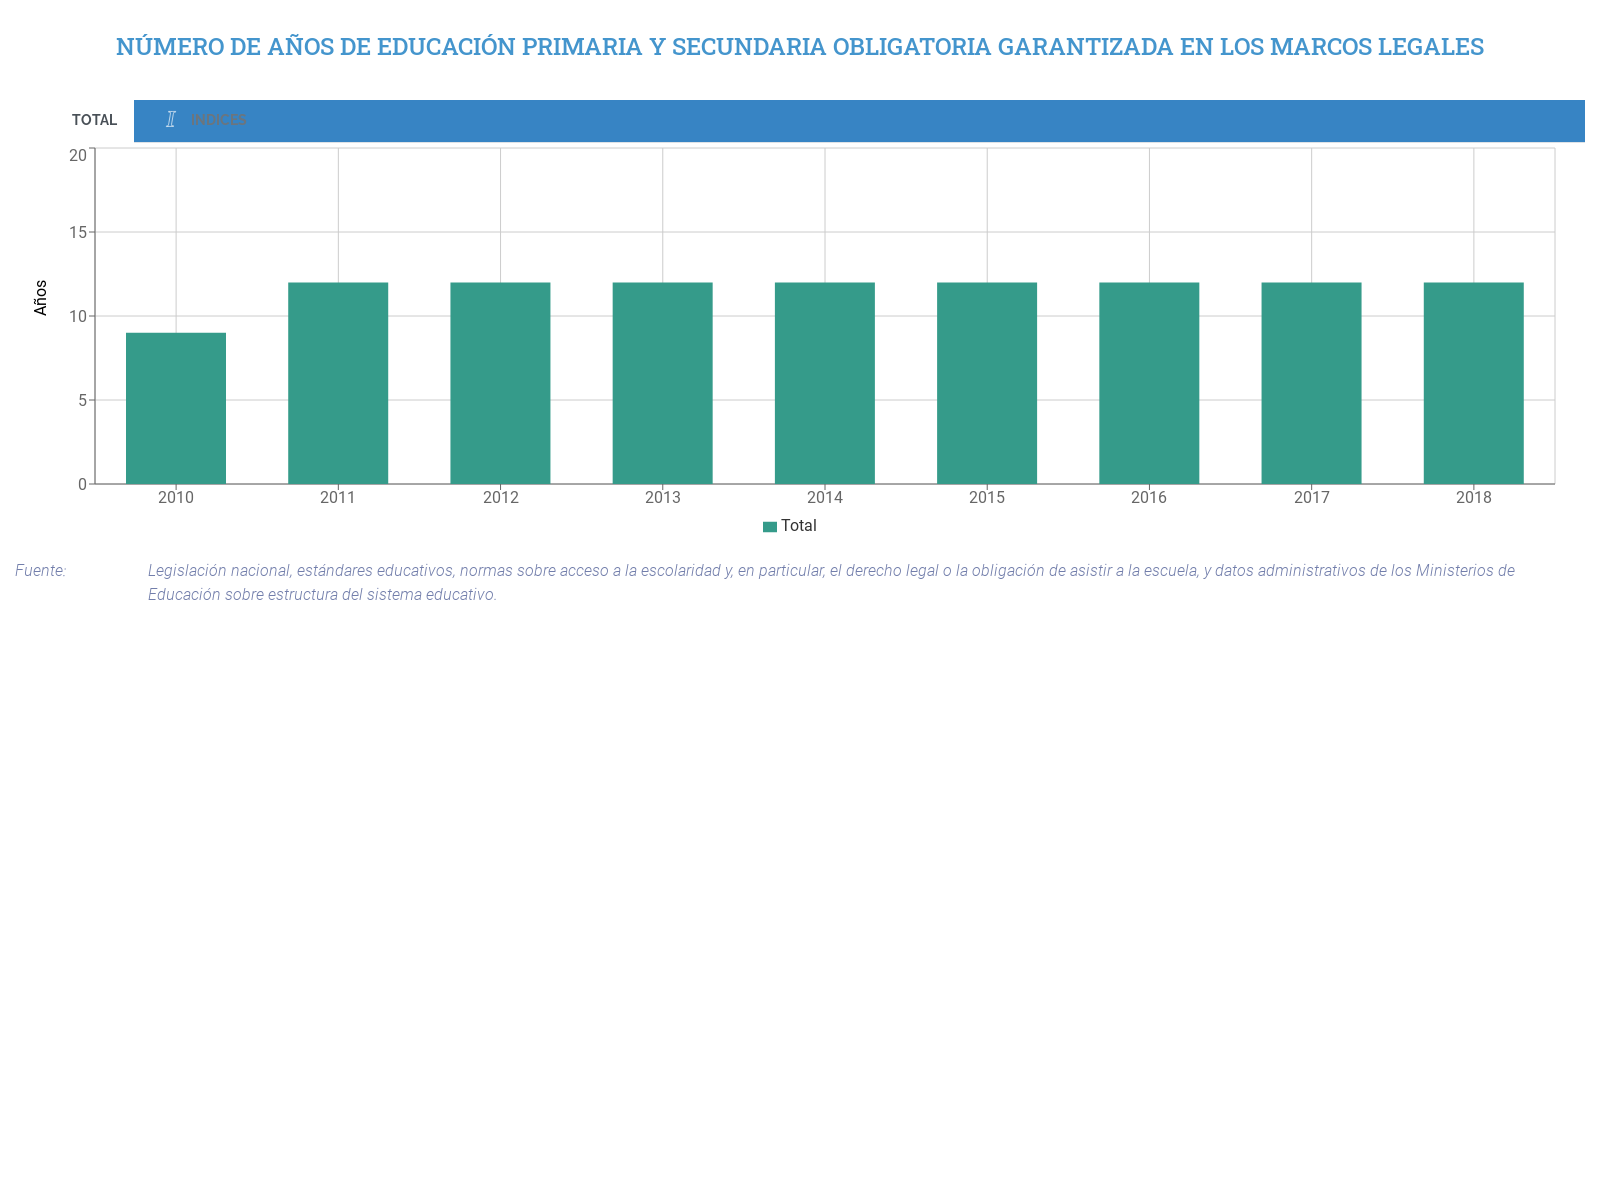 NÚMERO DE AÑOS DE EDUCACIÓN PRIMARIA Y SECUNDARIA OBLIGATORIA GARANTIZADA EN LOS MARCOS LEGALES
TOTAL
INDICES
20
15
10
5
0
Años
2010 2011 2012 2013 2014 2015 2016 2017 2018
Total
Fuente: Legislación nacional, estándares educativos, normas sobre acceso a la escolaridad y, en particular, el derecho legal o la obligación de asistir a la escuela, y datos administrativos de los Ministerios de
Educación sobre estructura del sistema educativo.